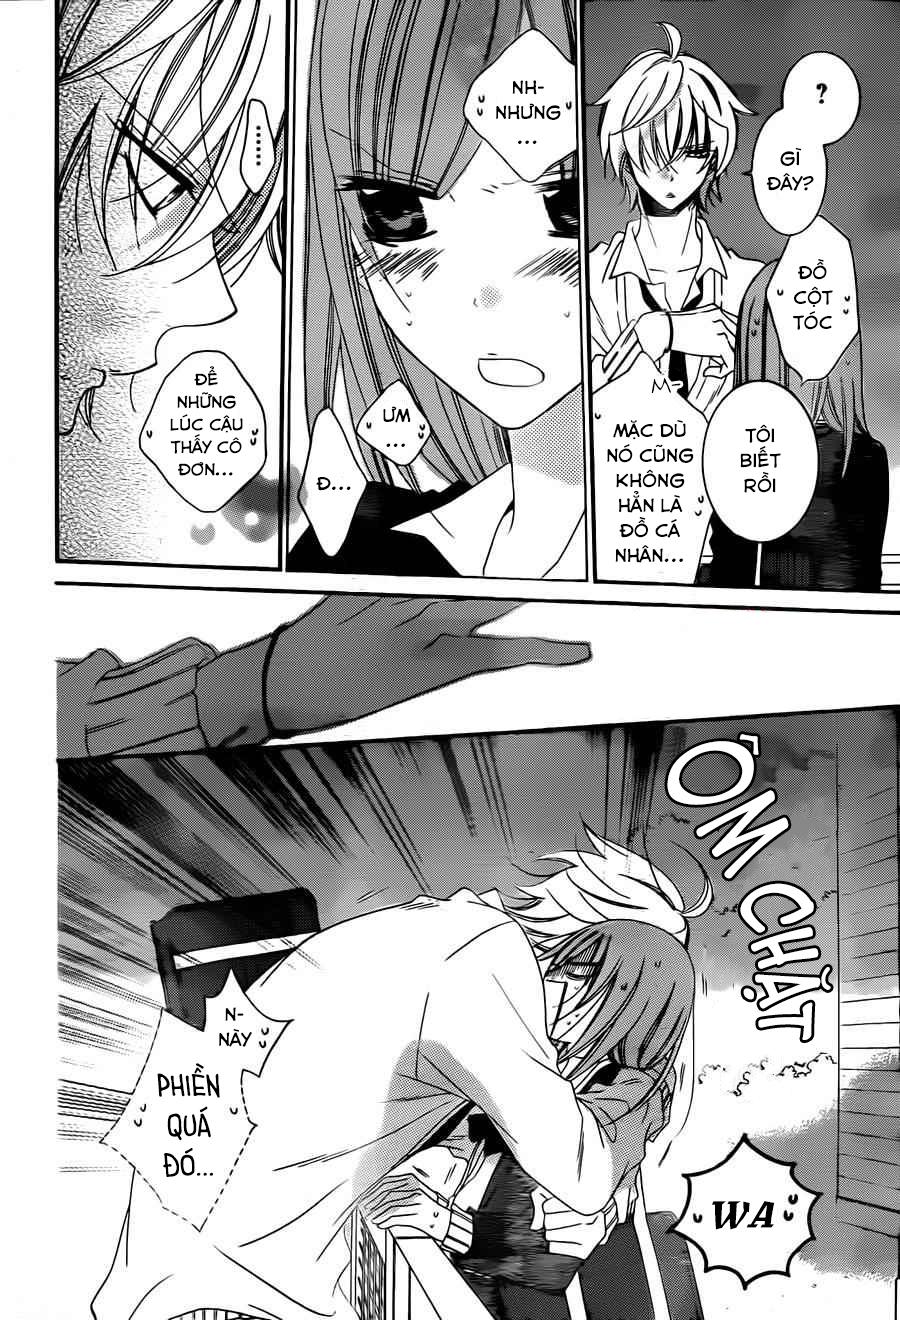 ?
GÌ
ĐÂY?
ĐỒ
CỘT
TÓC
TÔI
BIẾT
RỒI
M-
MẶC DÙ
NÓ CŨNG
KHÔNG
HẲN LÀ
ĐỒ CÁ
NHÂN...
NH-
NHƯNG
...
ƯM
...
Đ...
......
ĐỂ
NHỮNG
LÚC CẬU
THẤY CÔ
ĐƠN...
ÔM CHẶT
N-
NÀY
PHIỀN
QUÁ
ĐÓ...
WA